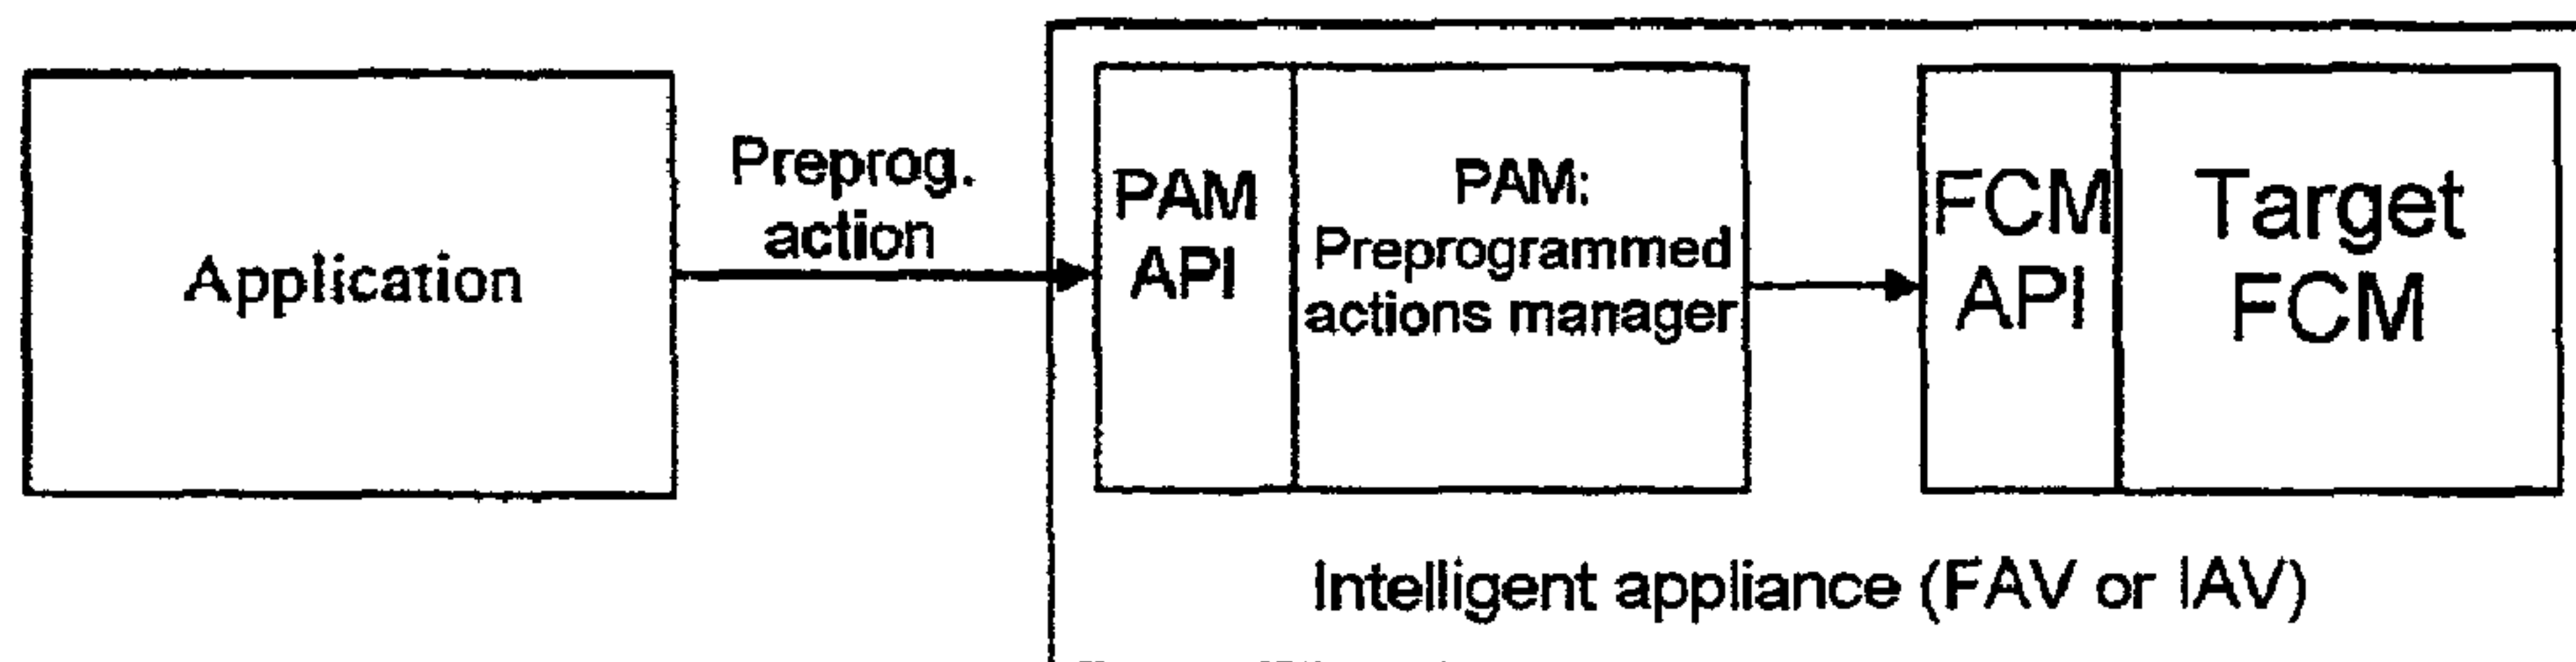 Application
Preprog.
action
PAM
API
PAM:
Preprogrammed
actions manager
FCM
API
Target
FCM
Intelligent appliance (FAV or IAV)